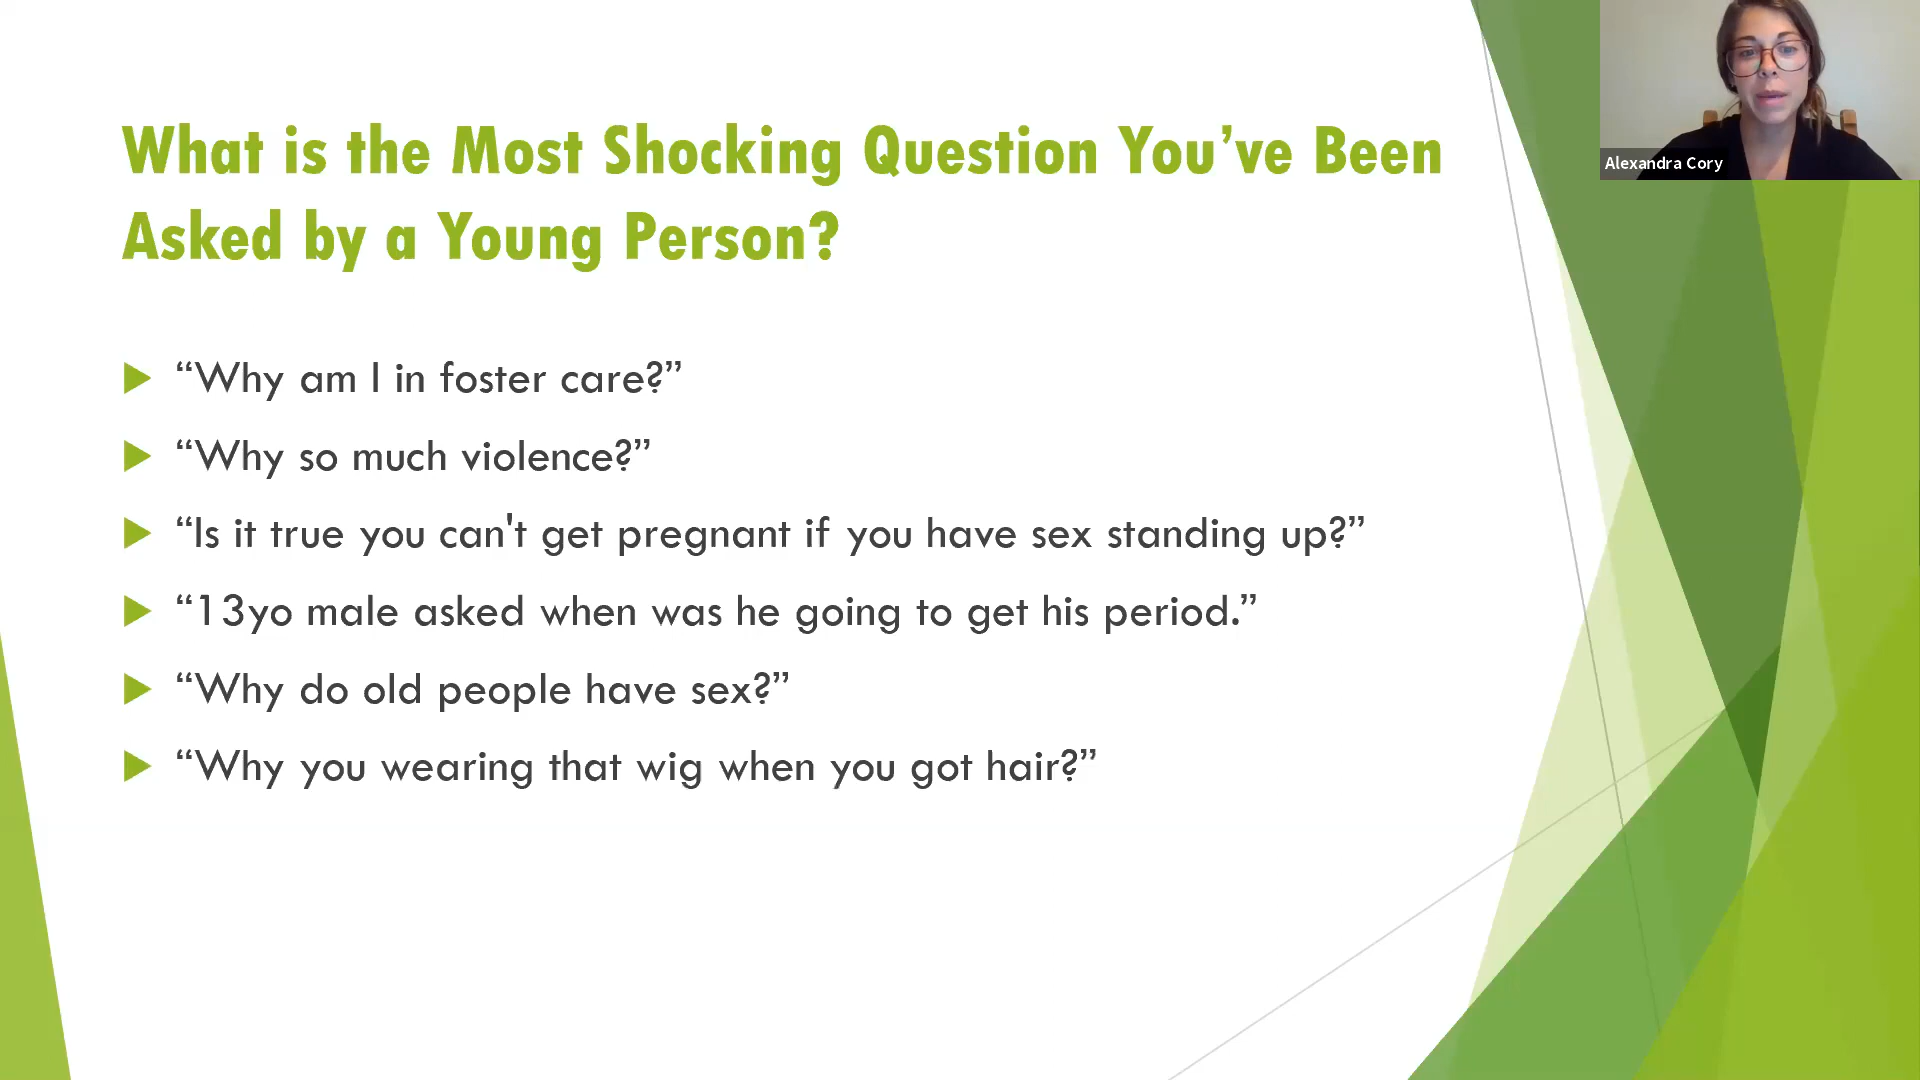 What is the Most Shocking Question You’ve Been
Asked by a Young Person?
“Why am I in foster care?”
“Why so much violence?”
“Is it true you can't get pregnant if you have sex standing up?”
“13yo male asked when was he going to get his period.”
“Why do old people have sex?”
“Why you wearing that wig when you got hair?”
Alexandra Cory